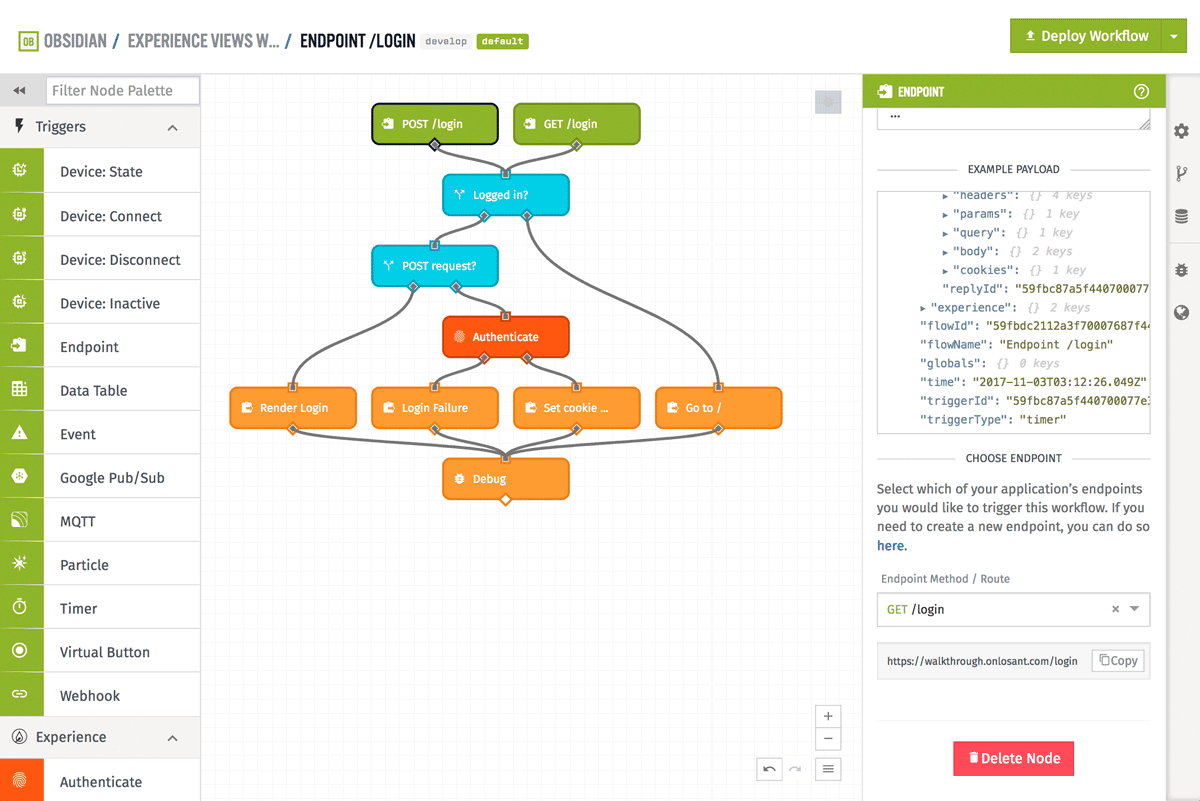 OB OBSIDIAN / EXPERIENCE VIEWS W... / ENDPOINT /LOGIN develop default
Deploy Workflow
Filter Node Palette
Triggers
Device: State
Device: Connect
Device: Disconnect
Device: Inactive
Endpoint
Data Table
Event
Google Pub/Sub
MQTT
Particle
Timer
Virtual Button
Webhook
Experience
Authenticate
POST /login
GET /login
Logged in?
POST request?
Authenticate
Render Login
Login Failure
Set cookie ...
Go to /
Debug
ENDPOINT
...
EXAMPLE PAYLOAD
"headers": {} 4 keys
"params": {} 1 key
"query": {} 1 key
"body": {} 2 keys
"cookies": {} 1 key
"replyId": "59fbc87a5f440700077
"experience": {} 2 keys
"flowId": "59fbdc2112a3f70007687f44
"flowName": "Endpoint /login"
"globals": {} 0 keys
"time": "2017-11-03T03:12:26.049Z"
"triggerId": "59fbc87a5f440700077e3
"triggerType": "timer"
CHOOSE ENDPOINT
Select which of your application's endpoints
you would like to trigger this workflow. If you
need to create a new endpoint, you can do so
here.
Endpoint Method / Route
GET /login
https://walkthrough.onlosant.com/login
Copy
Delete Node